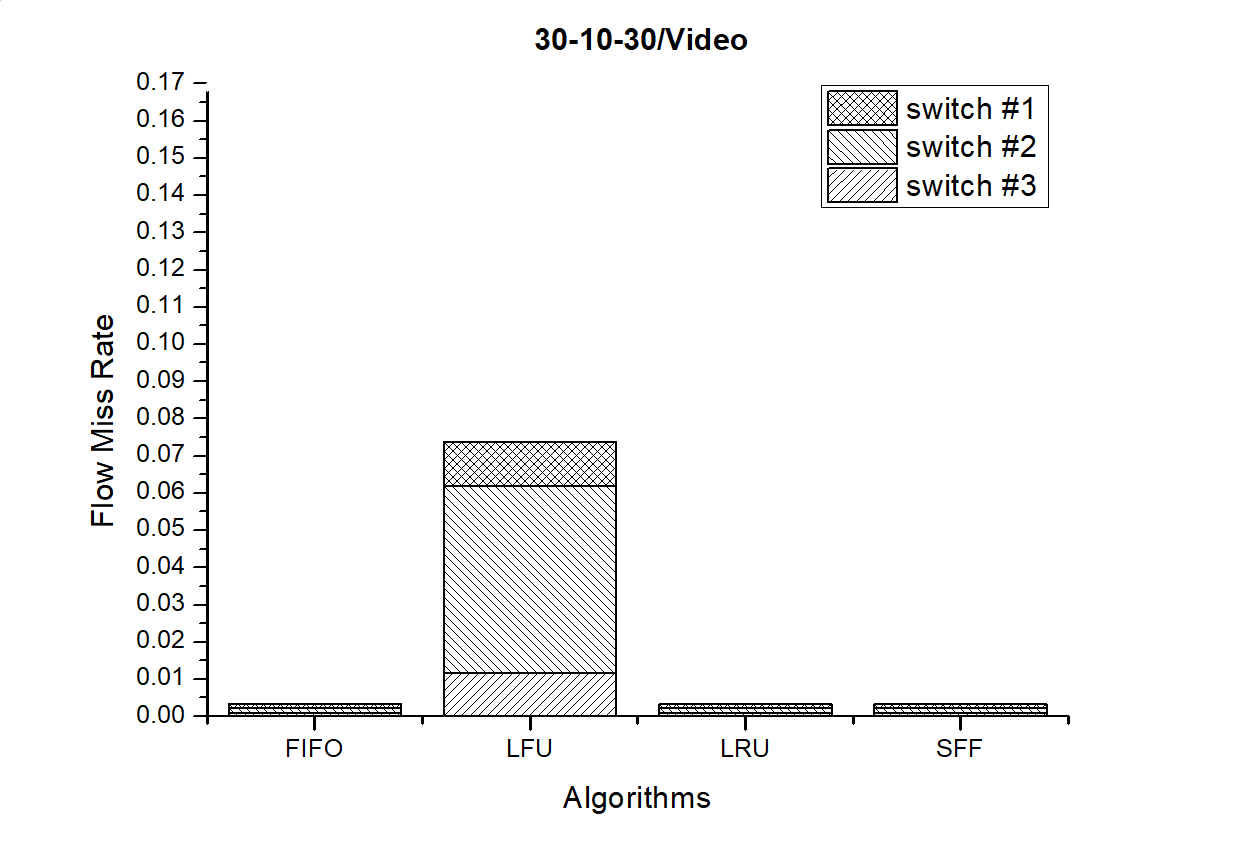 30-10-30/Video
switch #1
switch #2
switch #3
0.17
0.16
0.15
0.14
0.13
0.12
0.11
0.10
0.09
0.08
0.07
0.06
0.05
0.04
0.03
0.02
0.01
0.00
Flow Miss Rate
FIFO LFU LRU SFF
Algorithms